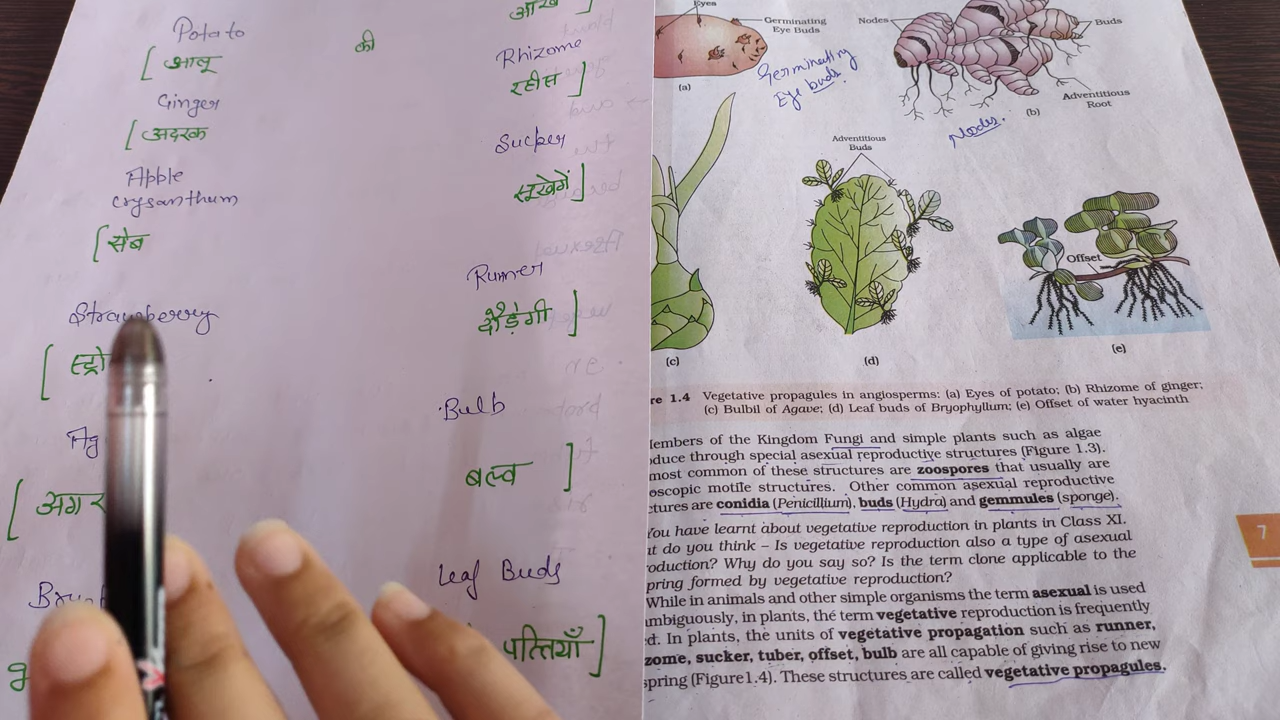 Potato
[ आलू
की
Ginger
[ अदरक
Apple
crysanthum
[ सेब
Strawberry
[ स्ट्रो
Ag
[ अगर
आँख ]
Rhizome
रहीस ]
Sucker
सूखेगें ]
Runner
दौड़ेगी ]
Bulb
बल्व ]
Leaf Buds
पत्तियाँ ]
Eyes
Germinating
Eye Buds
(a)
Germinating
Eye buds.
Nodes
Buds
Adventitious
Root
(b)
Nodes.
(c)
Adventitious
Buds
(d)
Offset
(e)
re 1.4 Vegetative propagules in angiosperms: (a) Eyes of potato; (b) Rhizome of ginger;
(c) Bulbil of Agave; (d) Leaf buds of Bryophyllum; (e) Offset of water hyacinth
embers of the Kingdom Fungi and simple plants such as algae
oduce through special asexual reproductive structures (Figure 1.3).
most common of these structures are zoospores that usually are
oscopic motile structures. Other common asexual reproductive
ctures are conidia (Penicillium), buds (Hydra) and gemmules (sponge).
You have learnt about vegetative reproduction in plants in Class XI.
at do you think – Is vegetative reproduction also a type of asexual
oduction? Why do you say so? Is the term clone applicable to the
pring formed by vegetative reproduction?
While in animals and other simple organisms the term asexual is used
mbiguously, in plants, the term vegetative reproduction is frequently
d. In plants, the units of vegetative propagation such as runner,
zome, sucker, tuber, offset, bulb are all capable of giving rise to new
spring (Figure1.4). These structures are called vegetative propagules.
7